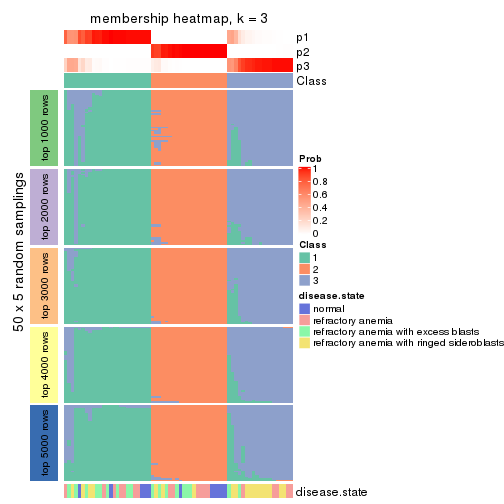 membership heatmap, k = 3
p1
p2
p3
Class
50 x 5 random samplings
top 1000 rows
top 2000 rows
top 3000 rows
top 4000 rows
top 5000 rows
Prob
1
0.8
0.6
0.4
0.2
0
Class
1
2
3
disease.state
normal
refractory anemia
refractory anemia with excess blasts
refractory anemia with ringed sideroblasts
disease.state